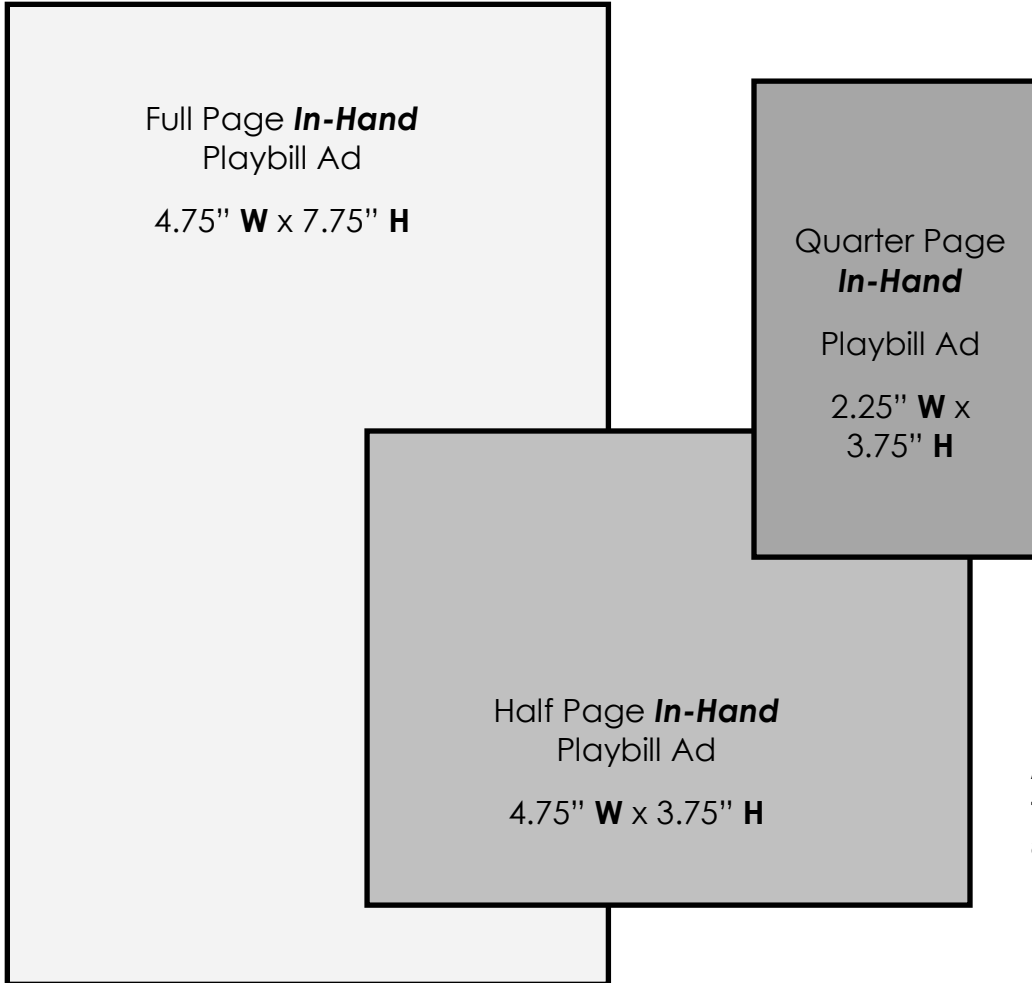 Full Page In-Hand
Playbill Ad
4.75” W x 7.75” H
Quarter Page
In-Hand
Playbill Ad
2.25” W x
3.75” H
Half Page In-Hand
Playbill Ad
4.75” W x 3.75” H